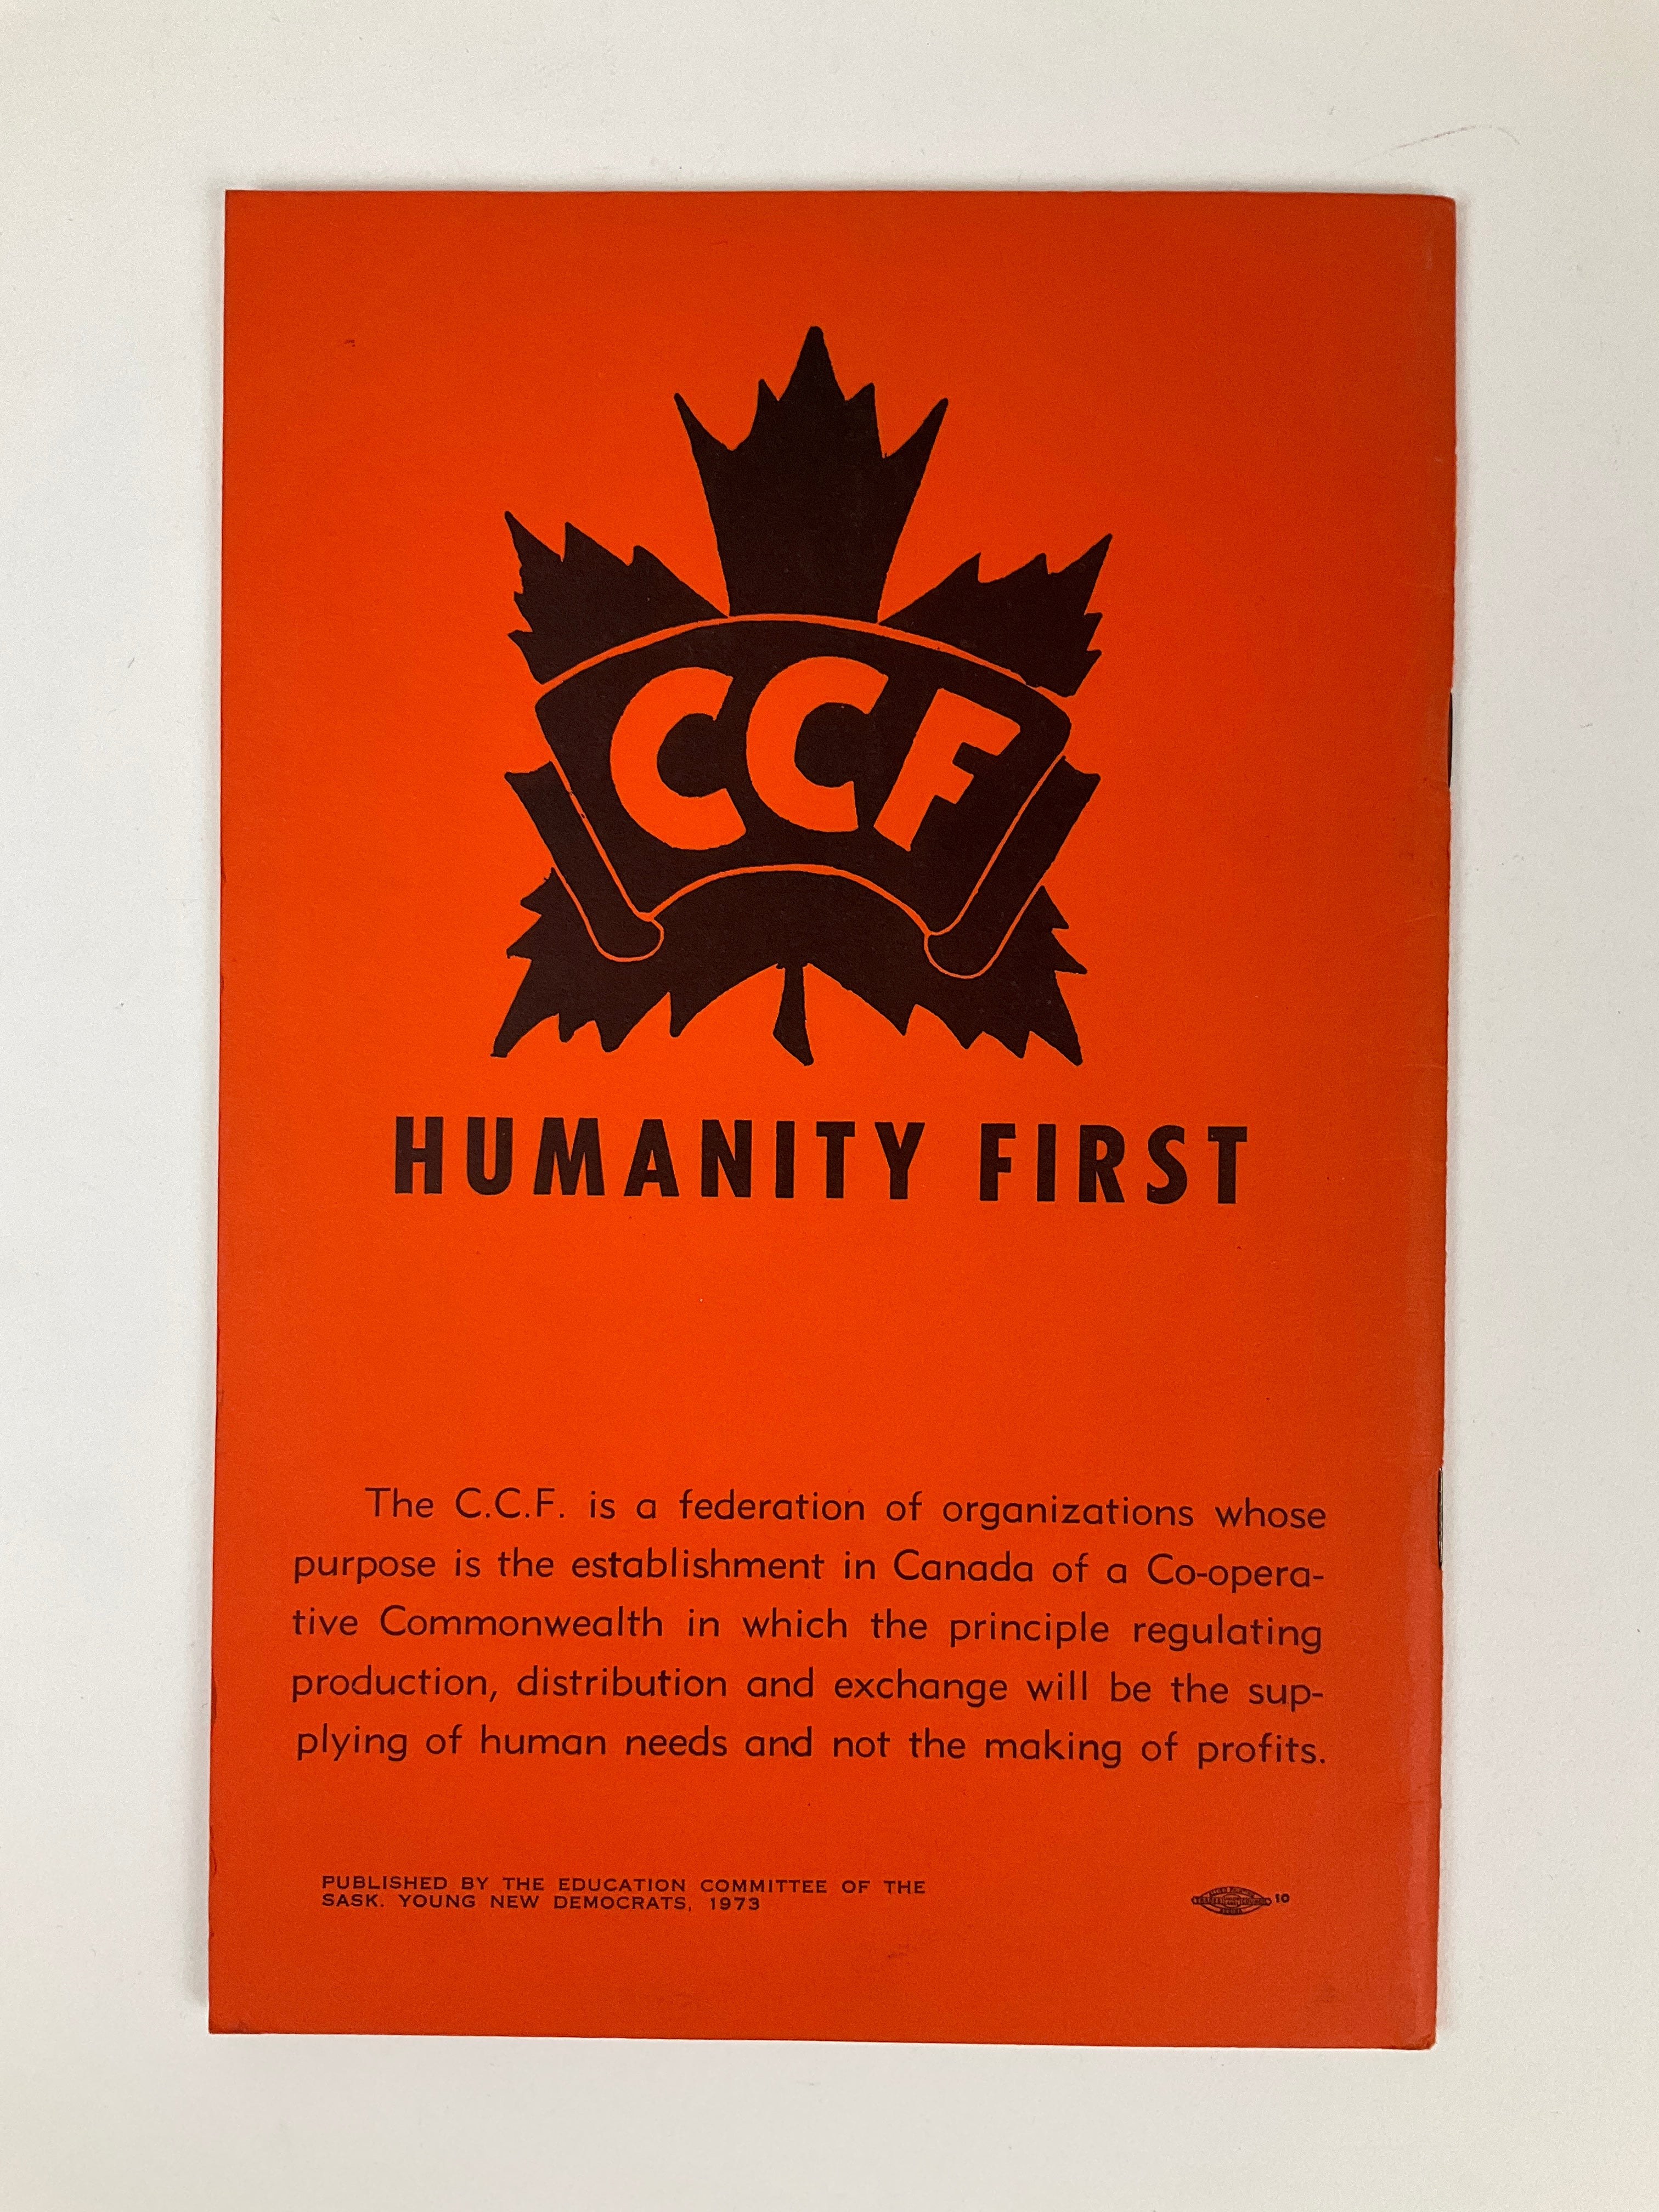 CCF
HUMANITY FIRST
The C.C.F. is a federation of organizations whose
purpose is the establishment in Canada of a Co-opera-
tive Commonwealth in which the principle regulating
production, distribution and exchange will be the sup-
plying of human needs and not the making of profits.
PUBLISHED BY THE EDUCATION COMMITTEE OF THE
SASK. YOUNG NEW DEMOCRATS, 1973
10